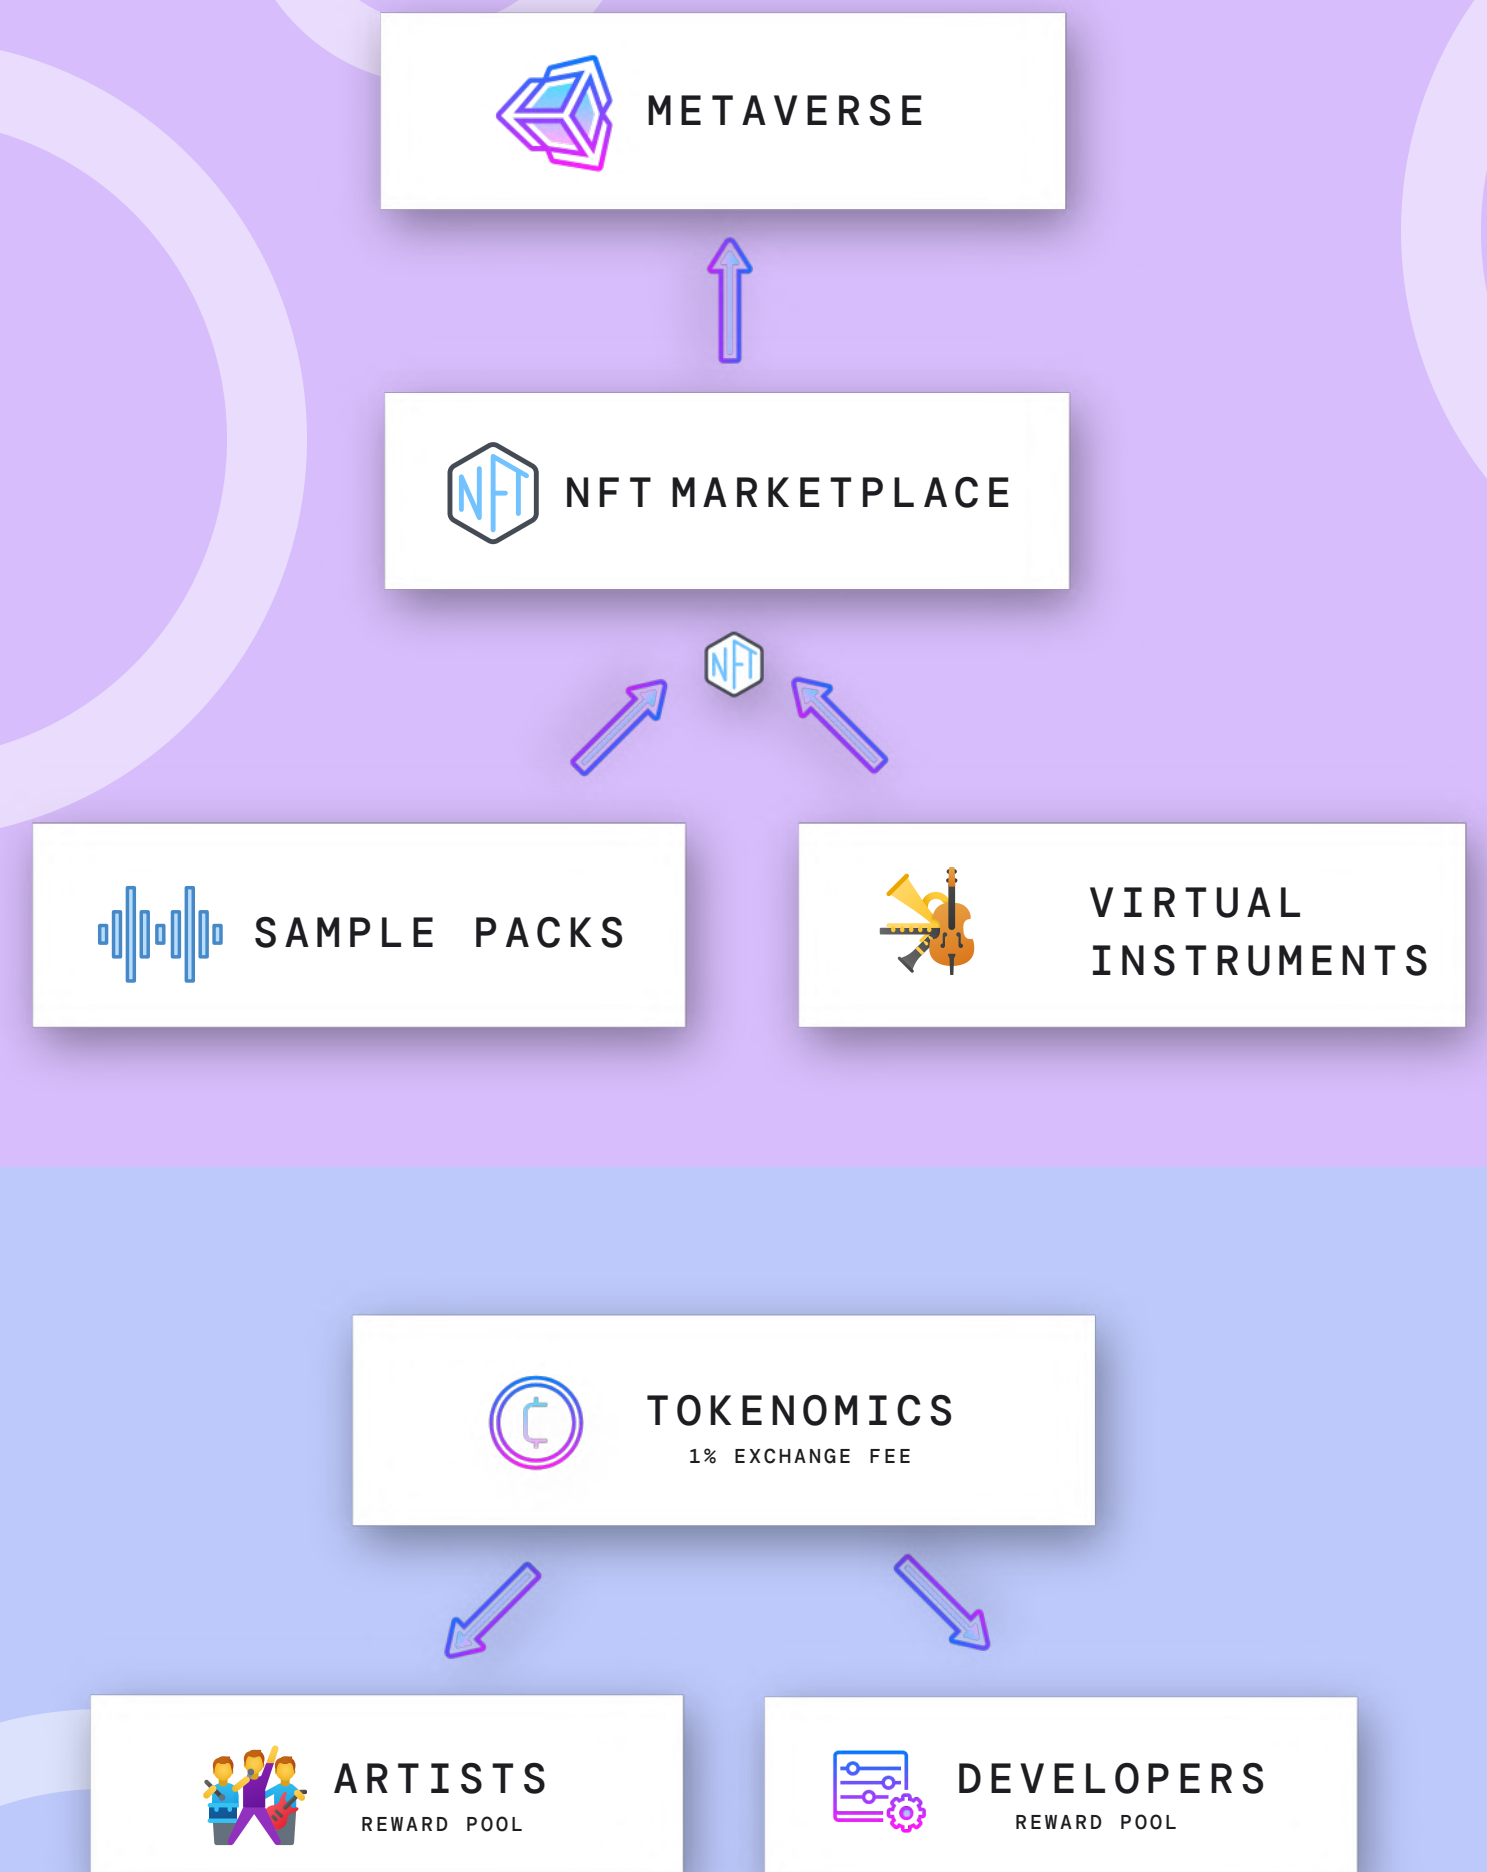 METAVERSE
NFT
NFT MARKETPLACE
NFT
SAMPLE PACKS
VIRTUAL
INSTRUMENTS
TOKENOMICS
1% EXCHANGE FEE
ARTISTS
REWARD POOL
DEVELOPERS
REWARD POOL